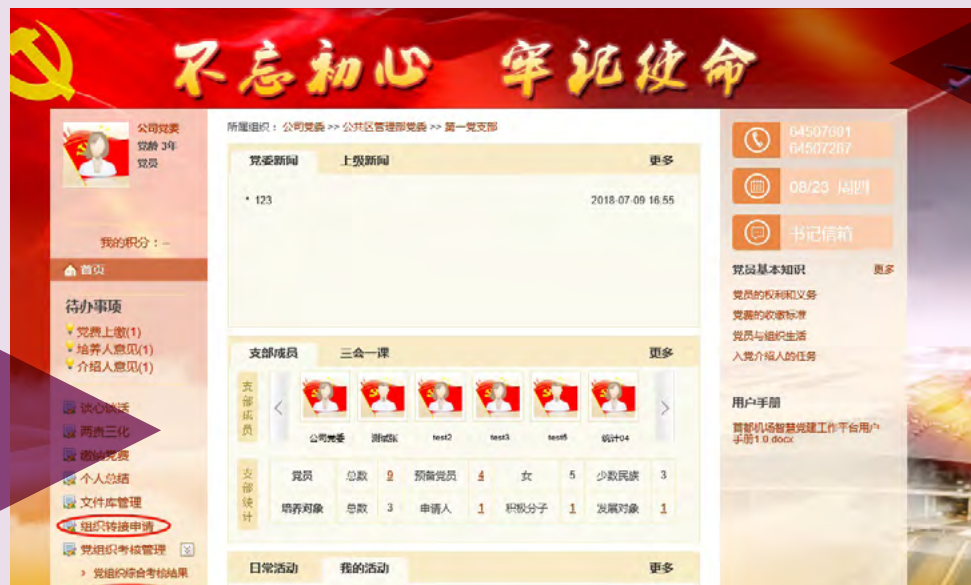 不忘初心 牢记使命
公司党委
党龄 3年
党员
我的积分：--
首页
待办事项
党费上缴(1)
培养人意见(1)
介绍人意见(1)
谈心谈话
两责三化
缴纳党费
个人总结
文件库管理
组织转接申请
党组织考核管理
党组织综合考核结果
所属组织： 公司党委 >> 公共区管理部党委 >> 第一党支部
党委新闻 上级新闻 更多
• 123 2018-07-09 16:55
支部成员 三会一课 更多
支部成员
公司党委 测试张 test2 test3 test5 统计04
支部统计
党员 总数 9 预备党员 4 女 5 少数民族 3
培养对象 总数 3 申请人 1 积极分子 1 发展对象 1
日常活动 我的活动 更多
64507601
64507287
08/23 周四
书记信箱
党员基本知识 更多
党员的权利和义务
党费的收缴标准
党员与组织生活
入党介绍人的任务
用户手册
首都机场智慧党建工作平台用户
手册1.0.docx